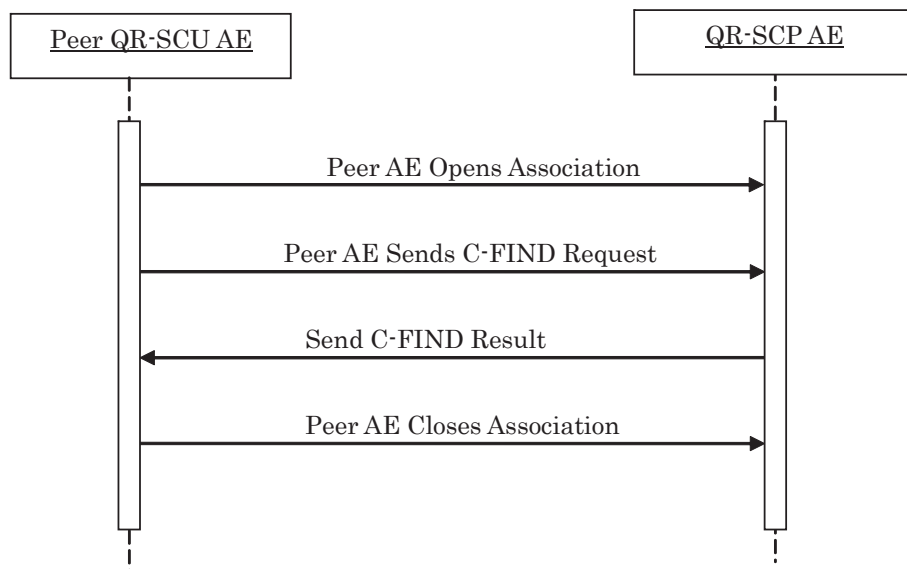 Peer QR-SCU AE
QR-SCP AE
Peer AE Opens Association
Peer AE Sends C-FIND Request
Send C-FIND Result
Peer AE Closes Association